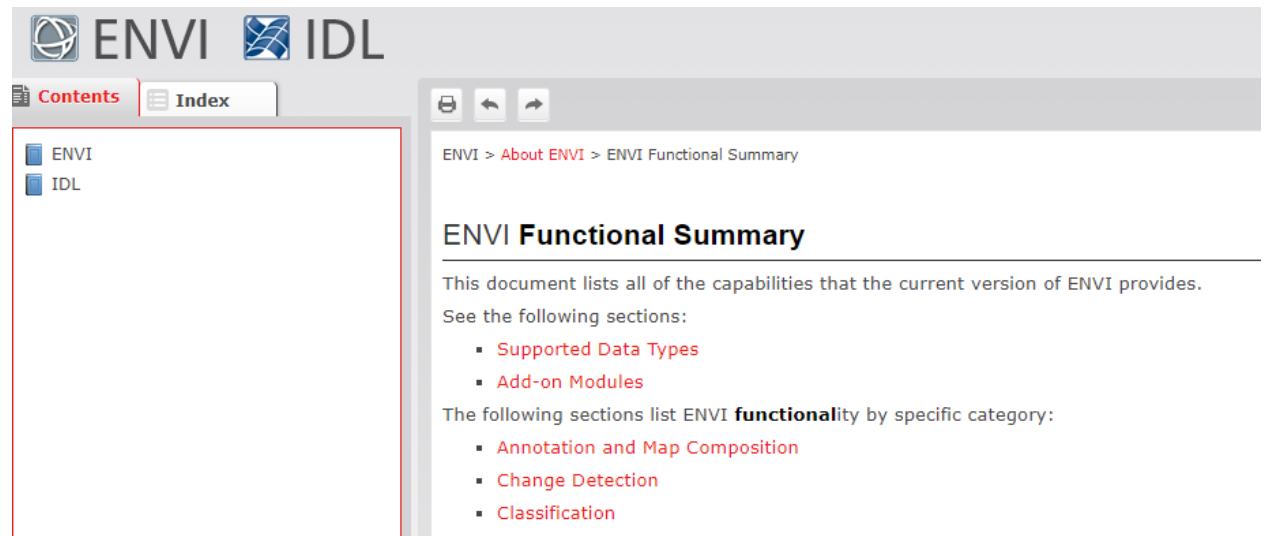 ENVI IDL
Contents Index
ENVI
IDL
ENVI > About ENVI > ENVI Functional Summary
ENVI Functional Summary
This document lists all of the capabilities that the current version of ENVI provides.
See the following sections:
▪ Supported Data Types
▪ Add-on Modules
The following sections list ENVI functionality by specific category:
▪ Annotation and Map Composition
▪ Change Detection
▪ Classification